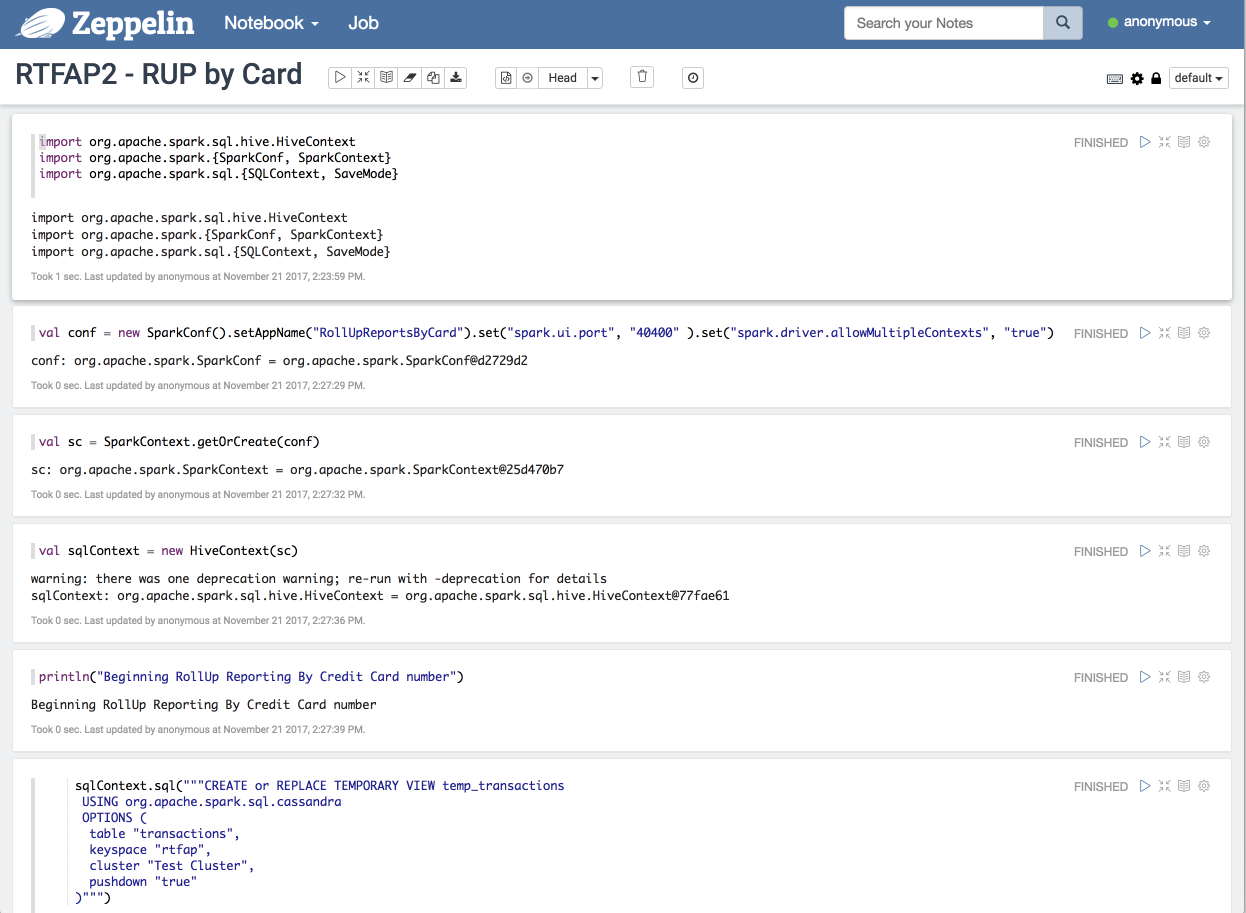 Zeppelin Notebook Job Search your Notes anonymous
RTFAP2 - RUP by Card Head default
import org.apache.spark.sql.hive.HiveContext FINISHED
import org.apache.spark.{SparkConf, SparkContext}
import org.apache.spark.sql.{SQLContext, SaveMode}
import org.apache.spark.sql.hive.HiveContext
import org.apache.spark.{SparkConf, SparkContext}
import org.apache.spark.sql.{SQLContext, SaveMode}
Took 1 sec. Last updated by anonymous at November 21 2017, 2:23:59 PM.
val conf = new SparkConf().setAppName("RollUpReportsByCard").set("spark.ui.port", "40400" ).set("spark.driver.allowMultipleContexts", "true") FINISHED
conf: org.apache.spark.SparkConf = org.apache.spark.SparkConf@d2729d2
Took 0 sec. Last updated by anonymous at November 21 2017, 2:27:29 PM.
val sc = SparkContext.getOrCreate(conf) FINISHED
sc: org.apache.spark.SparkContext = org.apache.spark.SparkContext@25d470b7
Took 0 sec. Last updated by anonymous at November 21 2017, 2:27:32 PM.
val sqlContext = new HiveContext(sc) FINISHED
warning: there was one deprecation warning; re-run with -deprecation for details
sqlContext: org.apache.spark.sql.hive.HiveContext = org.apache.spark.sql.hive.HiveContext@77fae61
Took 0 sec. Last updated by anonymous at November 21 2017, 2:27:36 PM.
println("Beginning RollUp Reporting By Credit Card number") FINISHED
Beginning RollUp Reporting By Credit Card number
Took 0 sec. Last updated by anonymous at November 21 2017, 2:27:39 PM.
sqlContext.sql("""CREATE or REPLACE TEMPORARY VIEW temp_transactions FINISHED
USING org.apache.spark.sql.cassandra
OPTIONS (
table "transactions",
keyspace "rtfap",
cluster "Test Cluster",
pushdown "true"
)""")